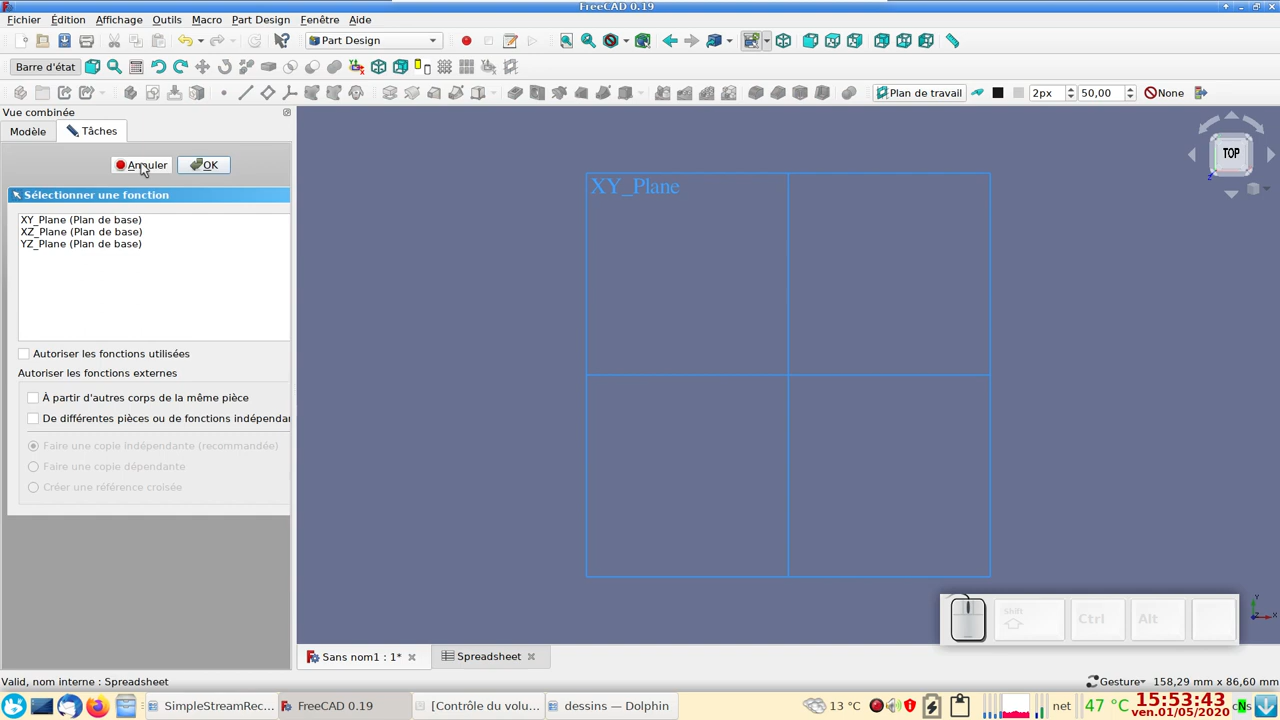 FreeCAD 0.19
Fichier Édition Affichage Outils Macro Part Design Fenêtre Aide
Part Design
Barre d'état
Plan de travail 2px 50,00 None
Vue combinée
Modèle Tâches
Annuler OK
Sélectionner une fonction
XY_Plane (Plan de base)
XZ_Plane (Plan de base)
YZ_Plane (Plan de base)
Autoriser les fonctions utilisées
Autoriser les fonctions externes
À partir d'autres corps de la même pièce
De différentes pièces ou de fonctions indépendan
Faire une copie indépendante (recommandée)
Faire une copie dépendante
Créer une référence croisée
XY_Plane
TOP
Shift Ctrl Alt
Y
Z X
Sans nom1 : 1* Spreadsheet
Valid, nom interne : Spreadsheet Gesture 158,29 mm x 86,60 mm
SimpleStreamRec... FreeCAD 0.19 [Contrôle du volu... dessins — Dolphin 13 °C net 47 °C 15:53:43
ven.01/05/2020